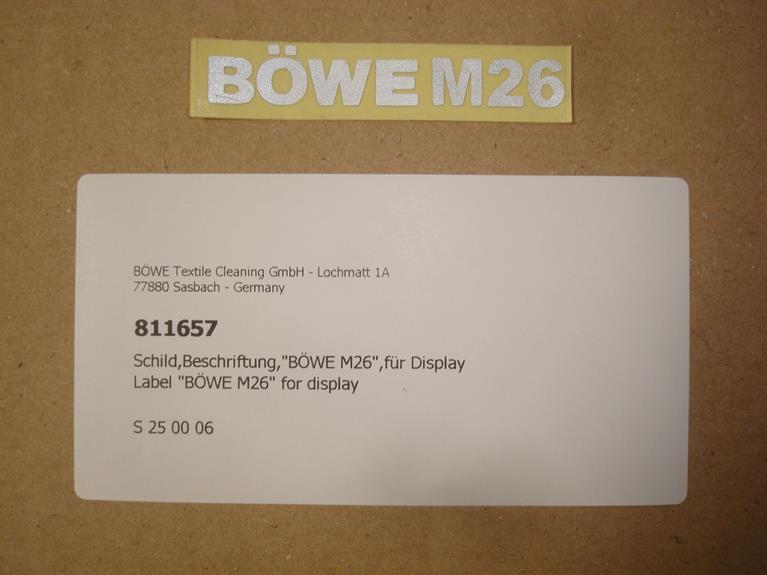 BÖWE M26
BÖWE Textile Cleaning GmbH - Lochmatt 1A
77880 Sasbach - Germany
811657
Schild,Beschriftung,"BÖWE M26",für Display
Label "BÖWE M26" for display
S 25 00 06